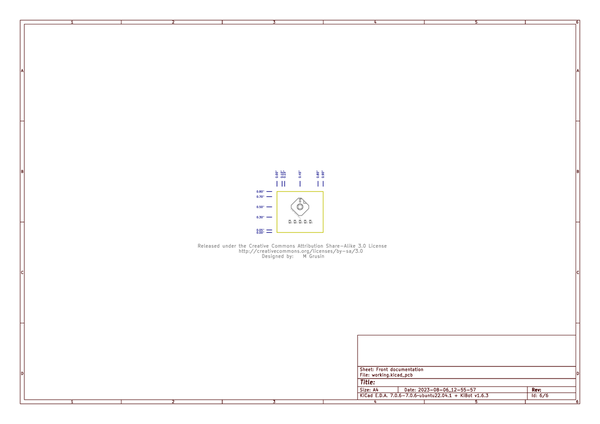 1 2 3 4 5 6
A A
B B
C C
D D
Released under the Creative Commons Attribution Share-Alike 3.0 License
http://creativecommons.org/licenses/by-sa/3.0
Designed by:
Sheet: Front documentation
File: working.kicad_pcb
Title:
Size: A4 Date: 2023-08-06_12-55-57 Rev:
KiCad E.D.A. 7.0.6-7.0.6~ubuntu22.04.1 + KiBot v1.6.3 Id: 6/6
1 2 3 4 5 6